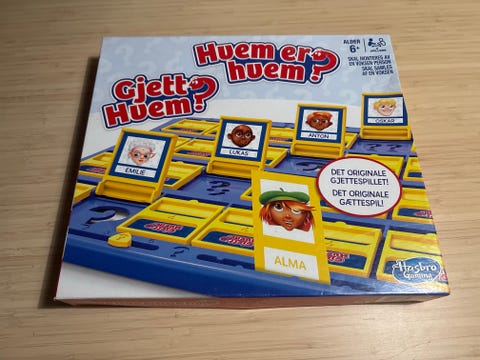 Gjett
Hvem?
Hvem er
hvem?
ALDER
6+
SKAL MONTERES AV
EN VOKSEN PERSON
SKAL SAMLES
AF EN VOKSEN
EMILIE
LUKAS
ANTON
OSKAR
DET ORIGINALE
GJETTESPILLET!
DET ORIGINALE
GÆTTESPIL!
ALMA
Hasbro
Gaming